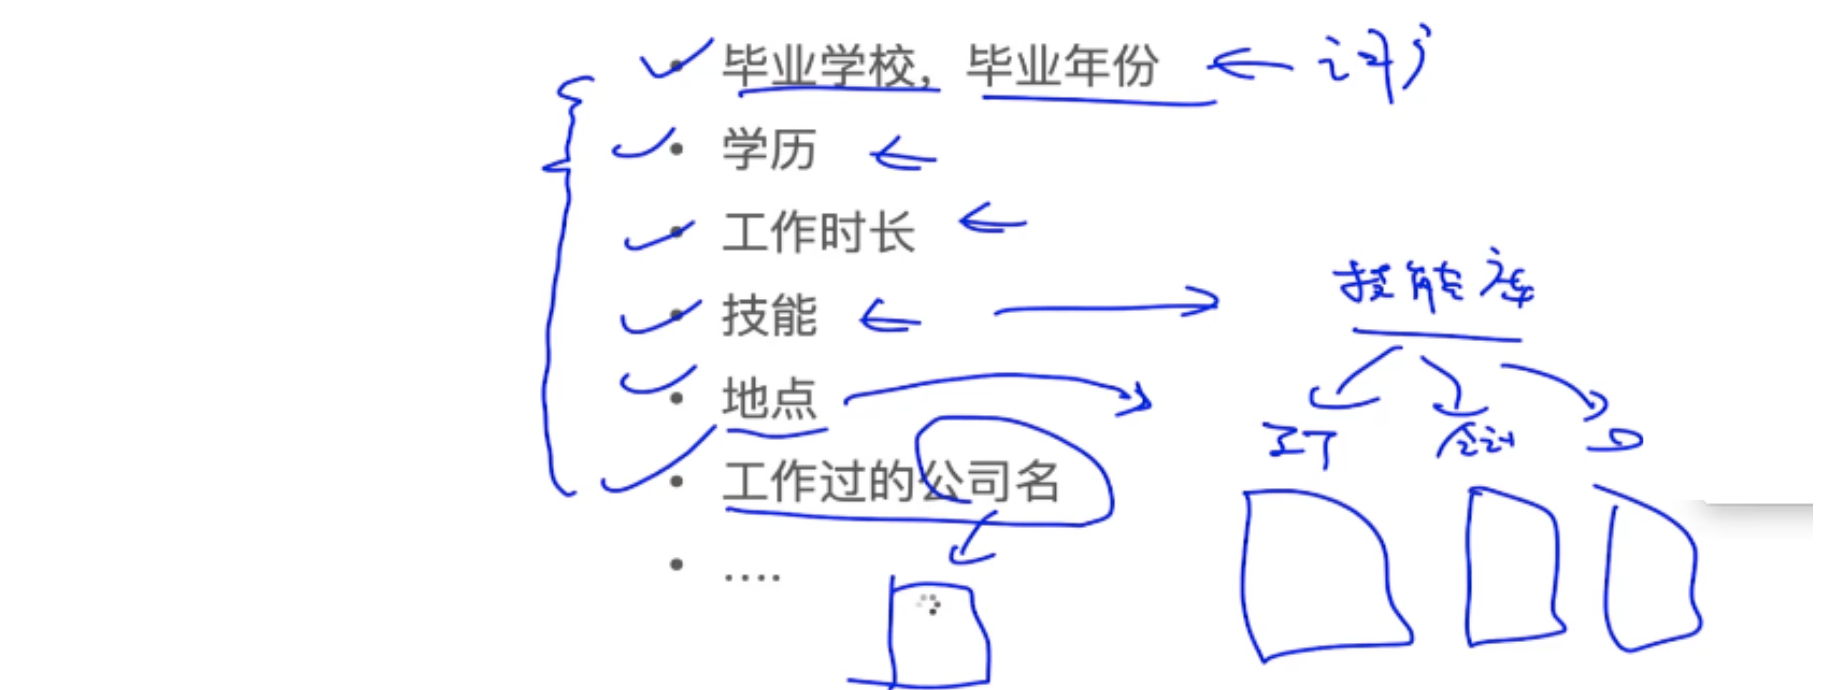 毕业学校，毕业年份
• 学历
• 工作时长
• 技能
技能库
• 地点
会计
• 工作过的公司名
• ....